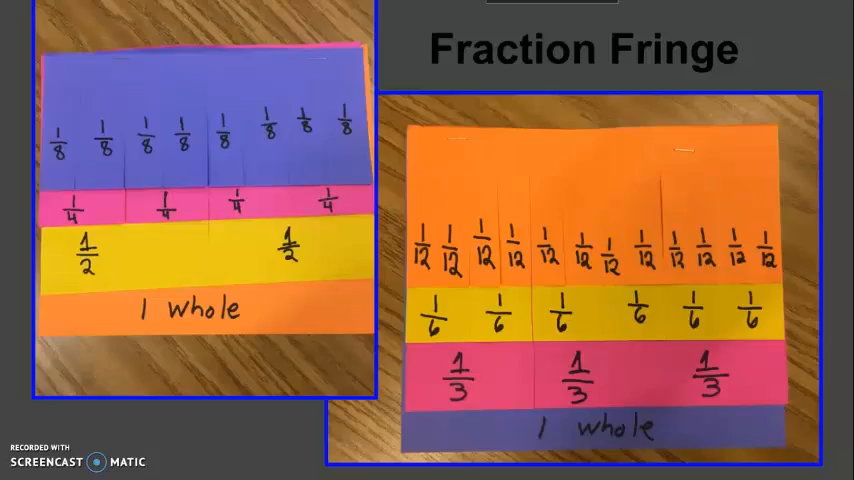 Fraction Fringe
1/8 1/8 1/8 1/8 1/8 1/8 1/8 1/8
1/4 1/4 1/4 1/4
1/2 1/2
1 whole
1/12 1/12 1/12 1/12 1/12 1/12 1/12 1/12 1/12 1/12 1/12 1/12
1/6 1/6 1/6 1/6 1/6 1/6
1/3 1/3 1/3
1 whole
RECORDED WITH
SCREENCAST MATIC